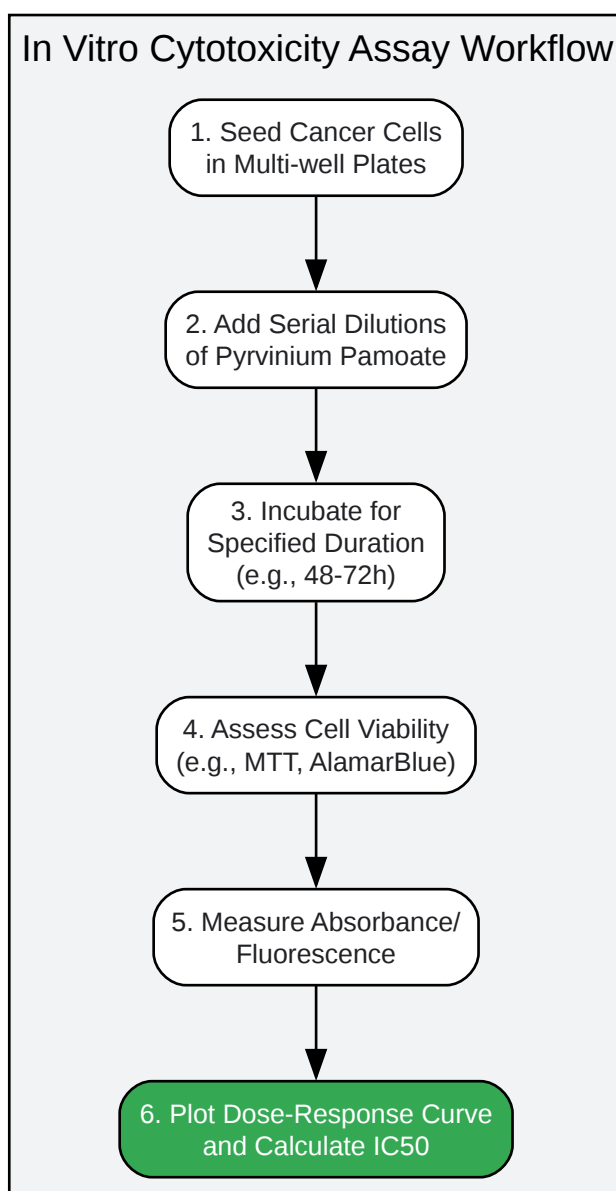 In Vitro Cytotoxicity Assay Workflow
1. Seed Cancer Cells
in Multi-well Plates
2. Add Serial Dilutions
of Pyrvinium Pamoate
3. Incubate for
Specified Duration
(e.g., 48-72h)
4. Assess Cell Viability
(e.g., MTT, AlamarBlue)
5. Measure Absorbance/
Fluorescence
6. Plot Dose-Response Curve
and Calculate IC50